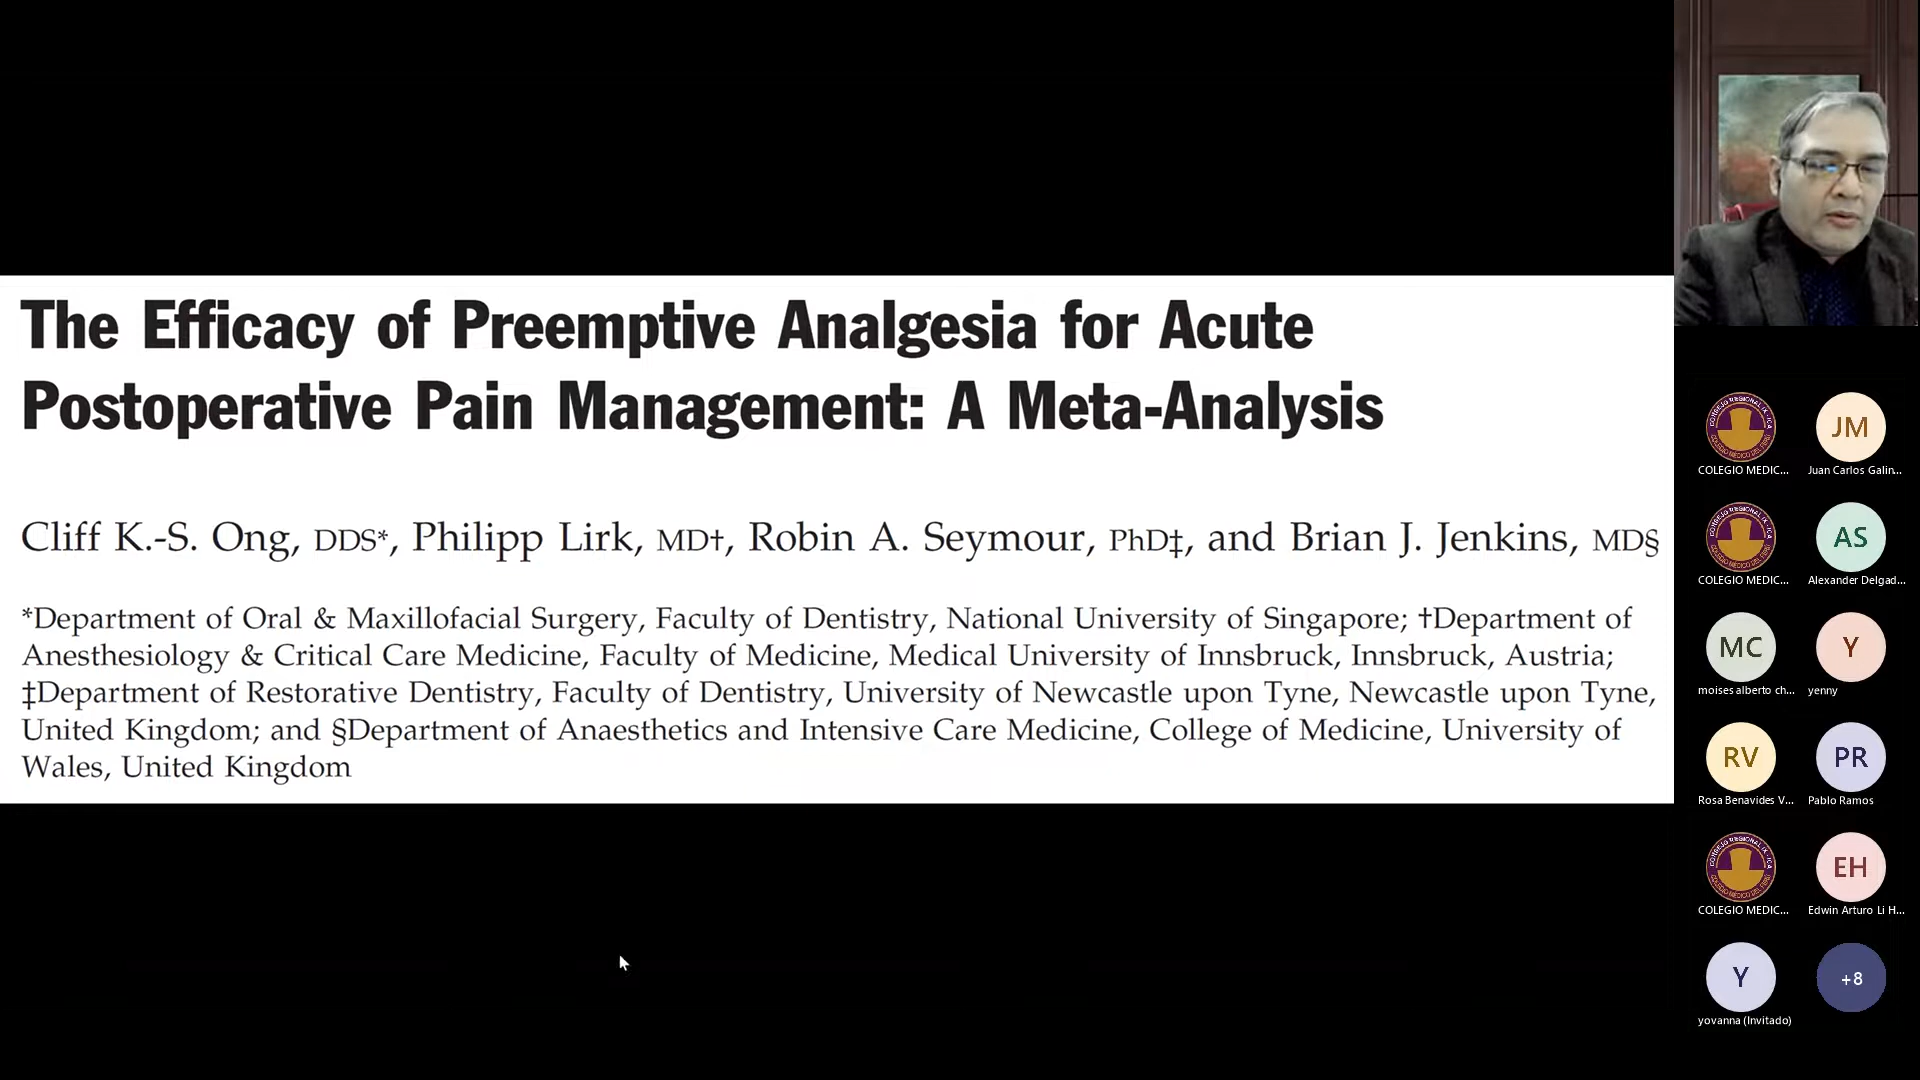 The Efficacy of Preemptive Analgesia for Acute
Postoperative Pain Management: A Meta-Analysis
Cliff K.-S. Ong, DDS*, Philipp Lirk, MD†, Robin A. Seymour, PhD‡, and Brian J. Jenkins, MD§
*Department of Oral & Maxillofacial Surgery, Faculty of Dentistry, National University of Singapore; †Department of
Anesthesiology & Critical Care Medicine, Faculty of Medicine, Medical University of Innsbruck, Innsbruck, Austria;
‡Department of Restorative Dentistry, Faculty of Dentistry, University of Newcastle upon Tyne, Newcastle upon Tyne,
United Kingdom; and §Department of Anaesthetics and Intensive Care Medicine, College of Medicine, University of
Wales, United Kingdom
JM
COLEGIO MEDIC...
Juan Carlos Galin...
AS
COLEGIO MEDIC...
Alexander Delgad...
MC
Y
moises alberto ch...
yenny
RV
PR
Rosa Benavides V...
Pablo Ramos
EH
COLEGIO MEDIC...
Edwin Arturo Li H...
Y
+8
yovanna (Invitado)